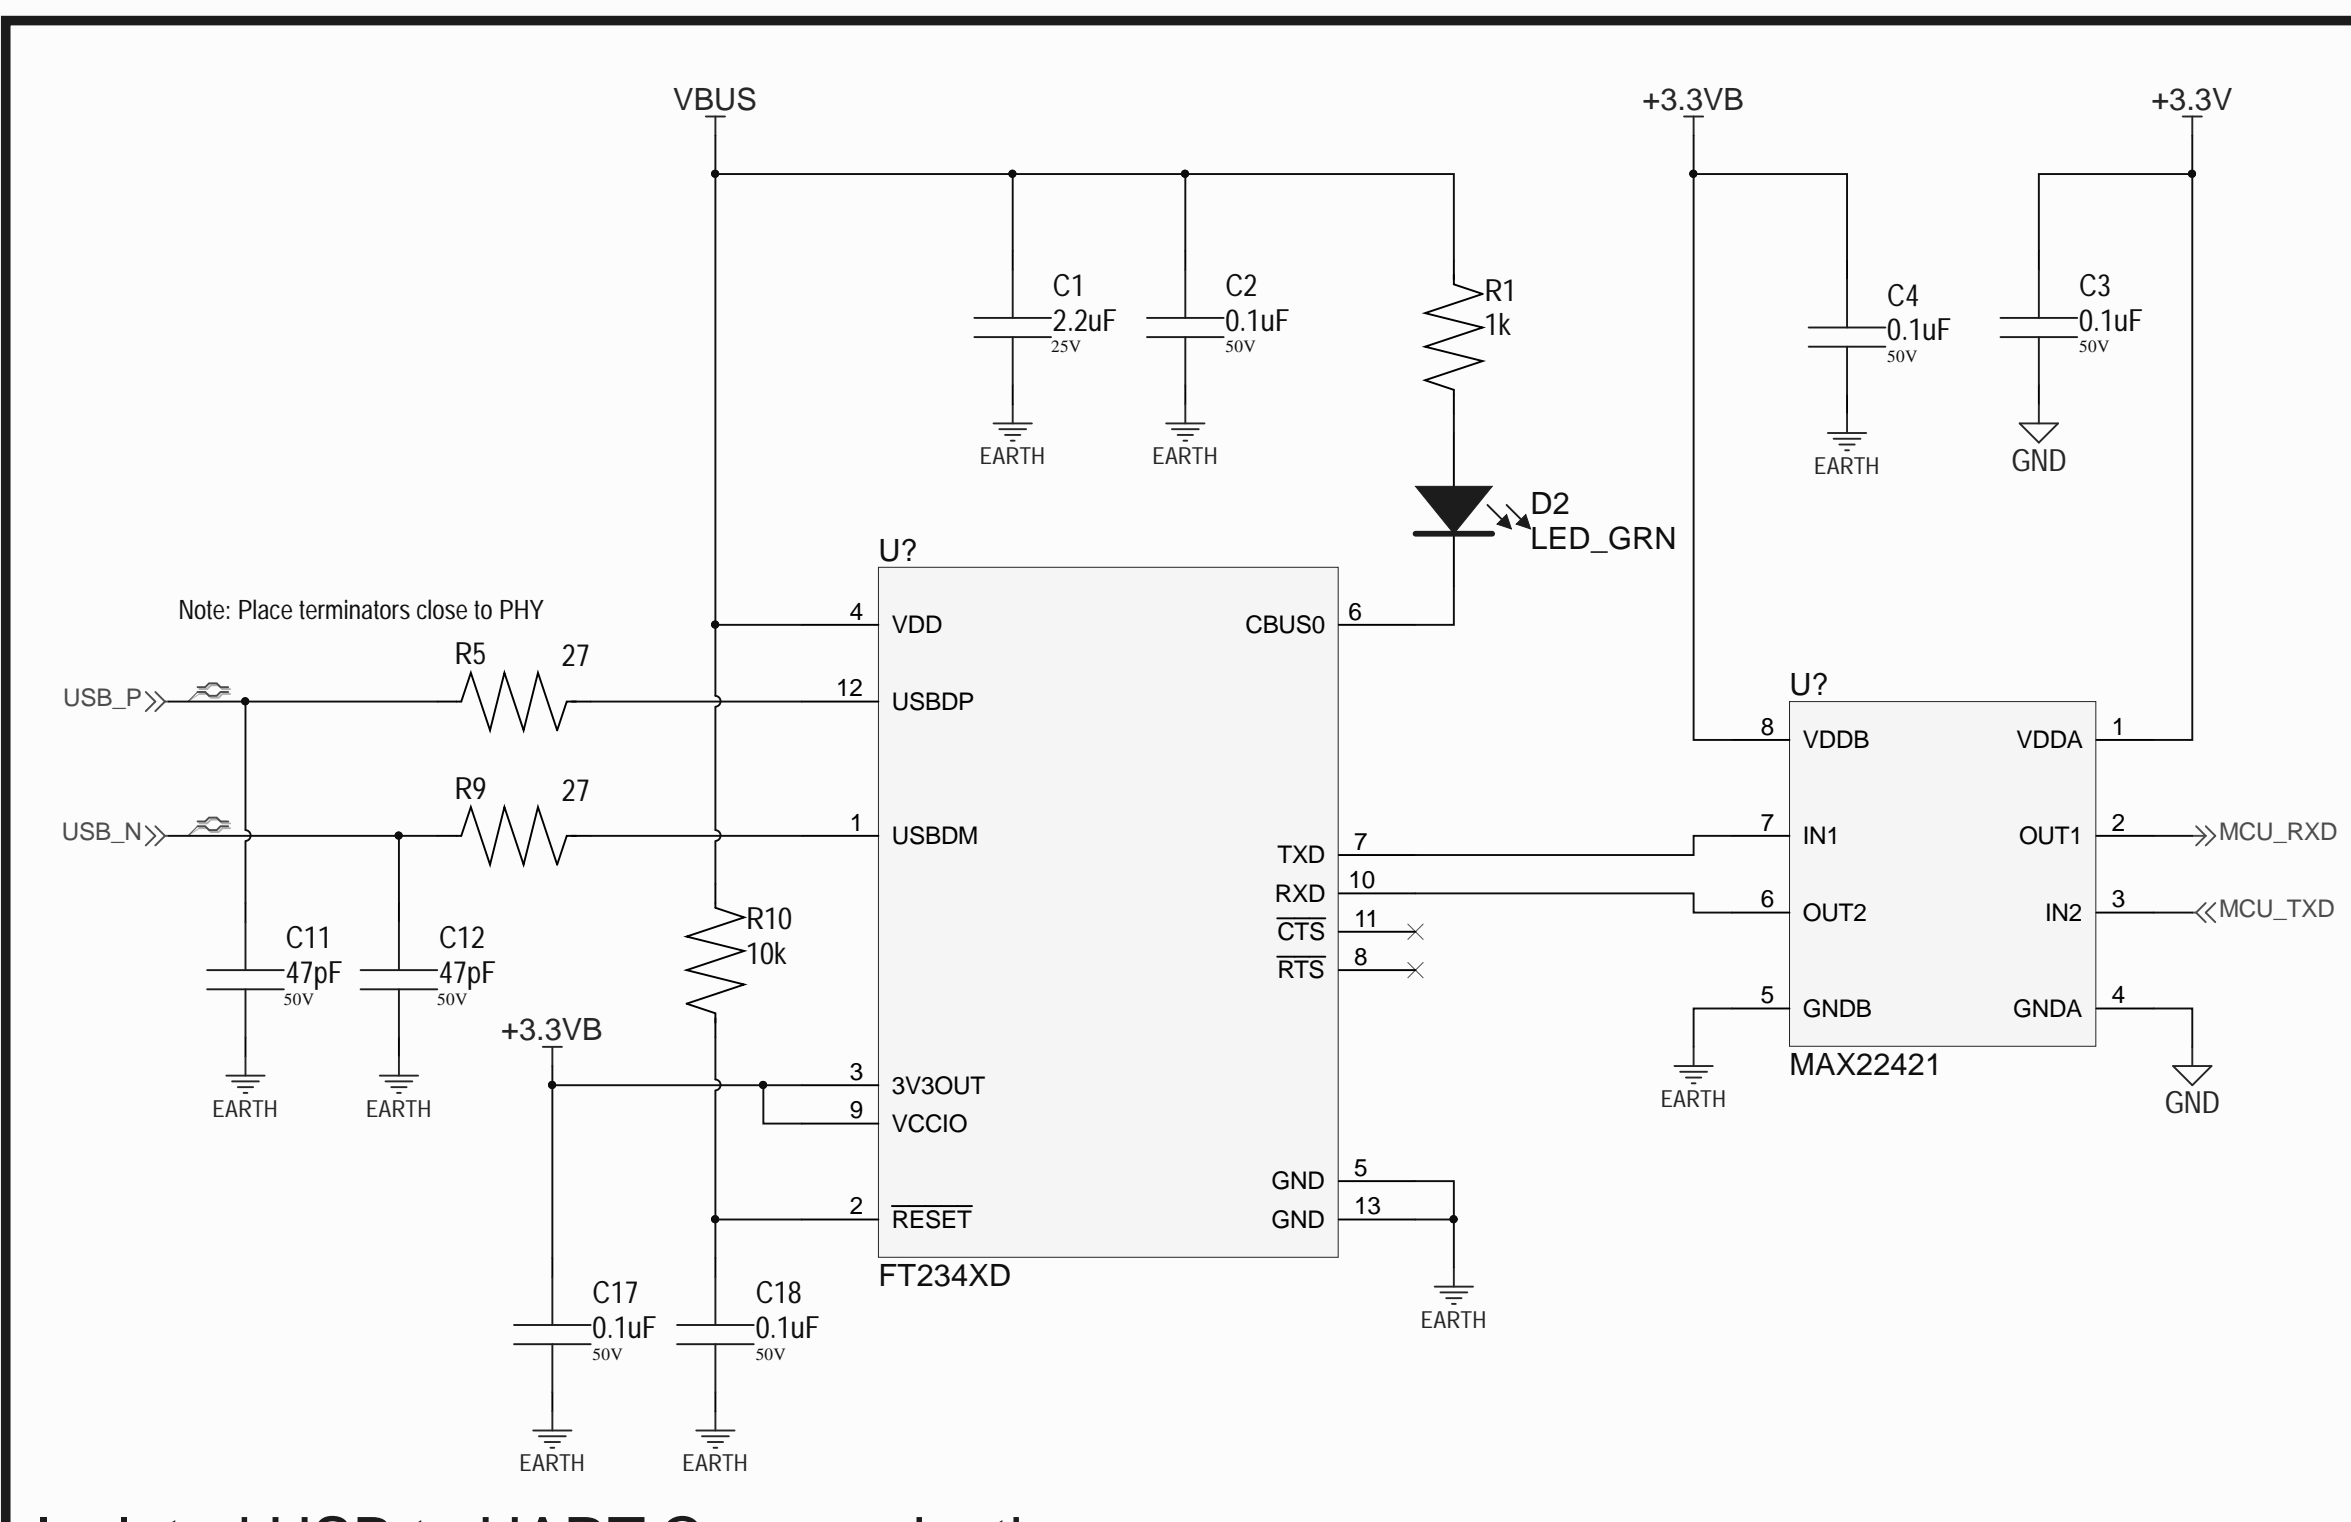 VBUS
+3.3VB
+3.3V
C1
2.2uF
25V
C2
0.1uF
50V
R1
1k
C4
0.1uF
50V
C3
0.1uF
50V
EARTH
EARTH
EARTH
GND
D2
LED_GRN
U?
Note: Place terminators close to PHY
4
VDD
CBUS0
6
R5
27
USB_P
12
USBDP
U?
8
VDDB
VDDA
1
R9
27
USB_N
1
USBDM
TXD
7
7
IN1
OUT1
2
MCU_RXD
RXD
10
6
OUT2
IN2
3
MCU_TXD
CTS
11
RTS
8
R10
10k
C11
47pF
50V
C12
47pF
50V
5
GNDB
GNDA
4
MAX22421
EARTH
GND
+3.3VB
EARTH
EARTH
3
3V3OUT
9
VCCIO
GND
5
2
RESET
GND
13
FT234XD
EARTH
C17
0.1uF
50V
C18
0.1uF
50V
EARTH
EARTH